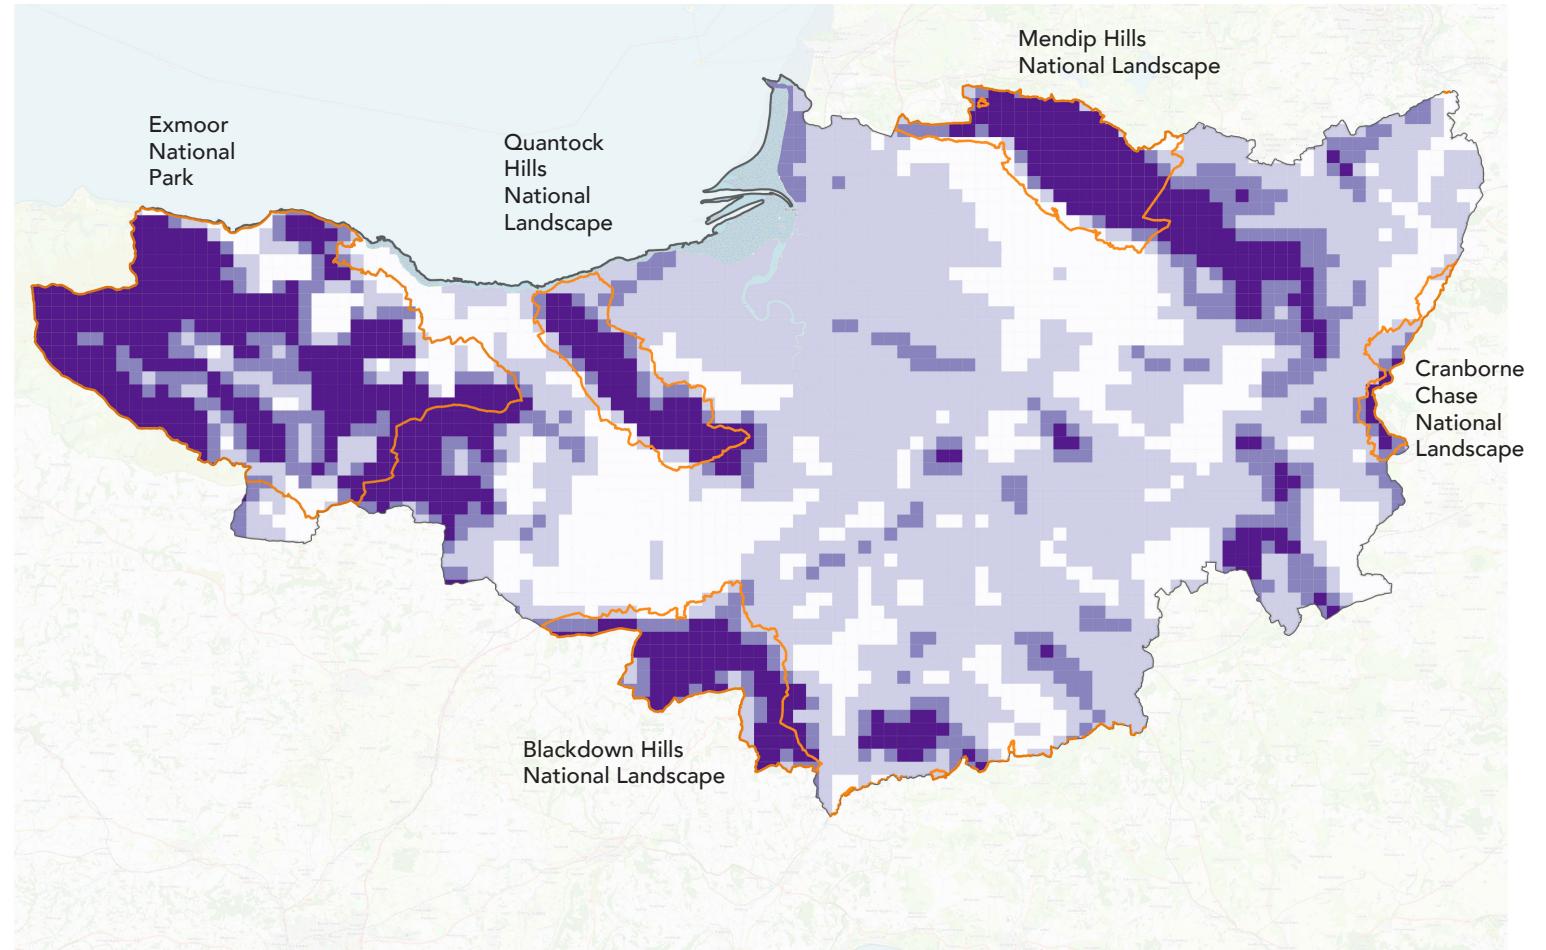 Mendip Hills
National Landscape
Exmoor
National
Park
Quantock
Hills
National
Landscape
Cranborne
Chase
National
Landscape
Blackdown Hills
National Landscape